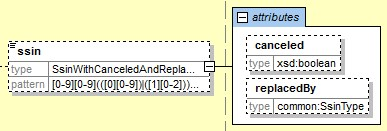 ssin
type SsinWithCanceledAndRepla...
pattern [0-9][0-9](([0][0-9])|([1][0-2]))...
attributes
canceled
type xsd:boolean
replacedBy
type common:SsinType